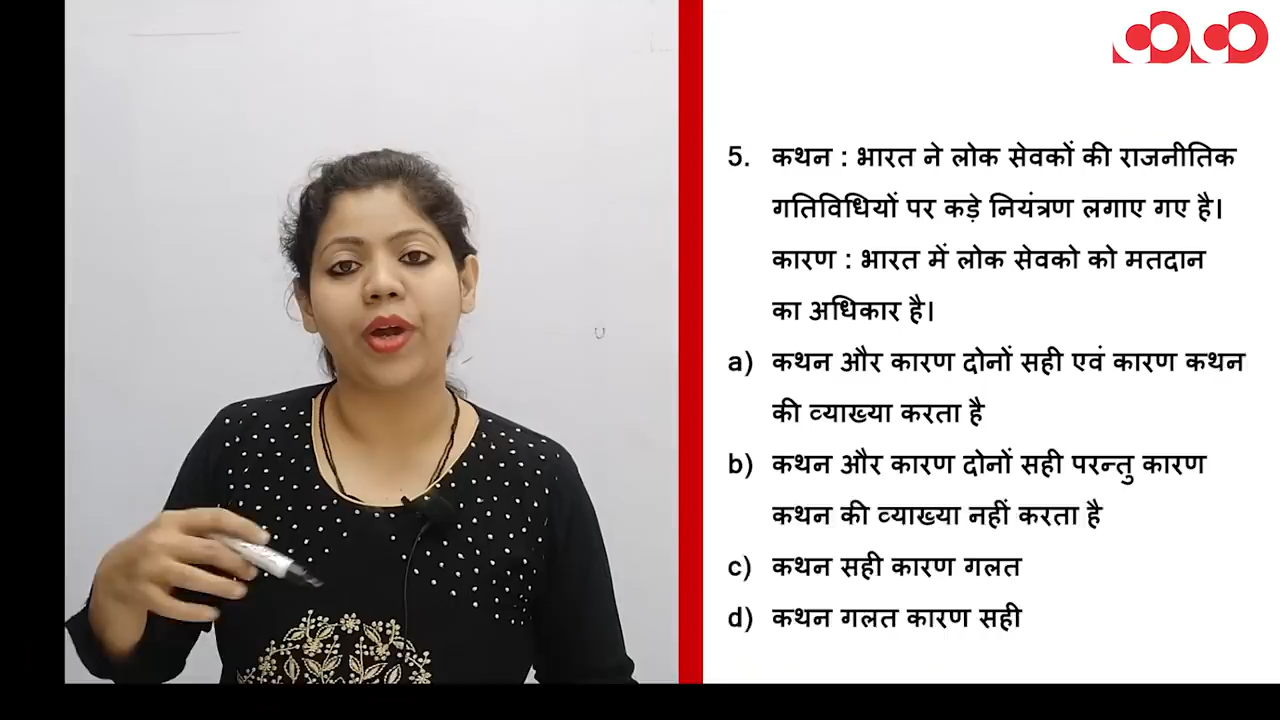 5. कथन : भारत ने लोक सेवकों की राजनीतिक
गतिविधियों पर कड़े नियंत्रण लगाए गए है।
कारण : भारत में लोक सेवको को मतदान
का अधिकार है।
a) कथन और कारण दोनों सही एवं कारण कथन
की व्याख्या करता है
b) कथन और कारण दोनों सही परन्तु कारण
कथन की व्याख्या नहीं करता है
c) कथन सही कारण गलत
d) कथन गलत कारण सही